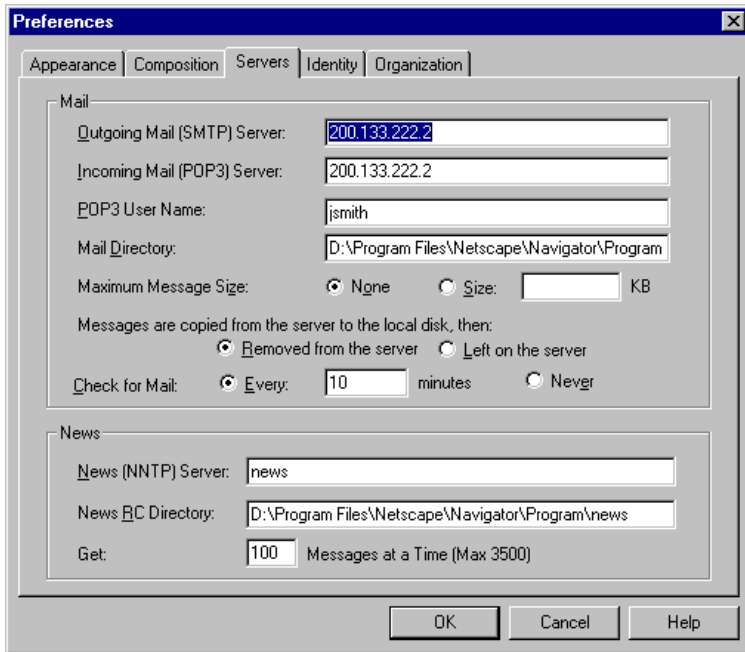 Preferences
Appearance Composition Servers Identity Organization
Mail
Outgoing Mail (SMTP) Server: 200.133.222.2
Incoming Mail (POP3) Server: 200.133.222.2
POP3 User Name: jsmith
Mail Directory: D:\Program Files\Netscape\Navigator\Program
Maximum Message Size: None Size: KB
Messages are copied from the server to the local disk, then:
Removed from the server Left on the server
Check for Mail: Every: 10 minutes Never
News
News (NNTP) Server: news
News RC Directory: D:\Program Files\Netscape\Navigator\Program\news
Get: 100 Messages at a Time (Max 3500)
OK Cancel Help